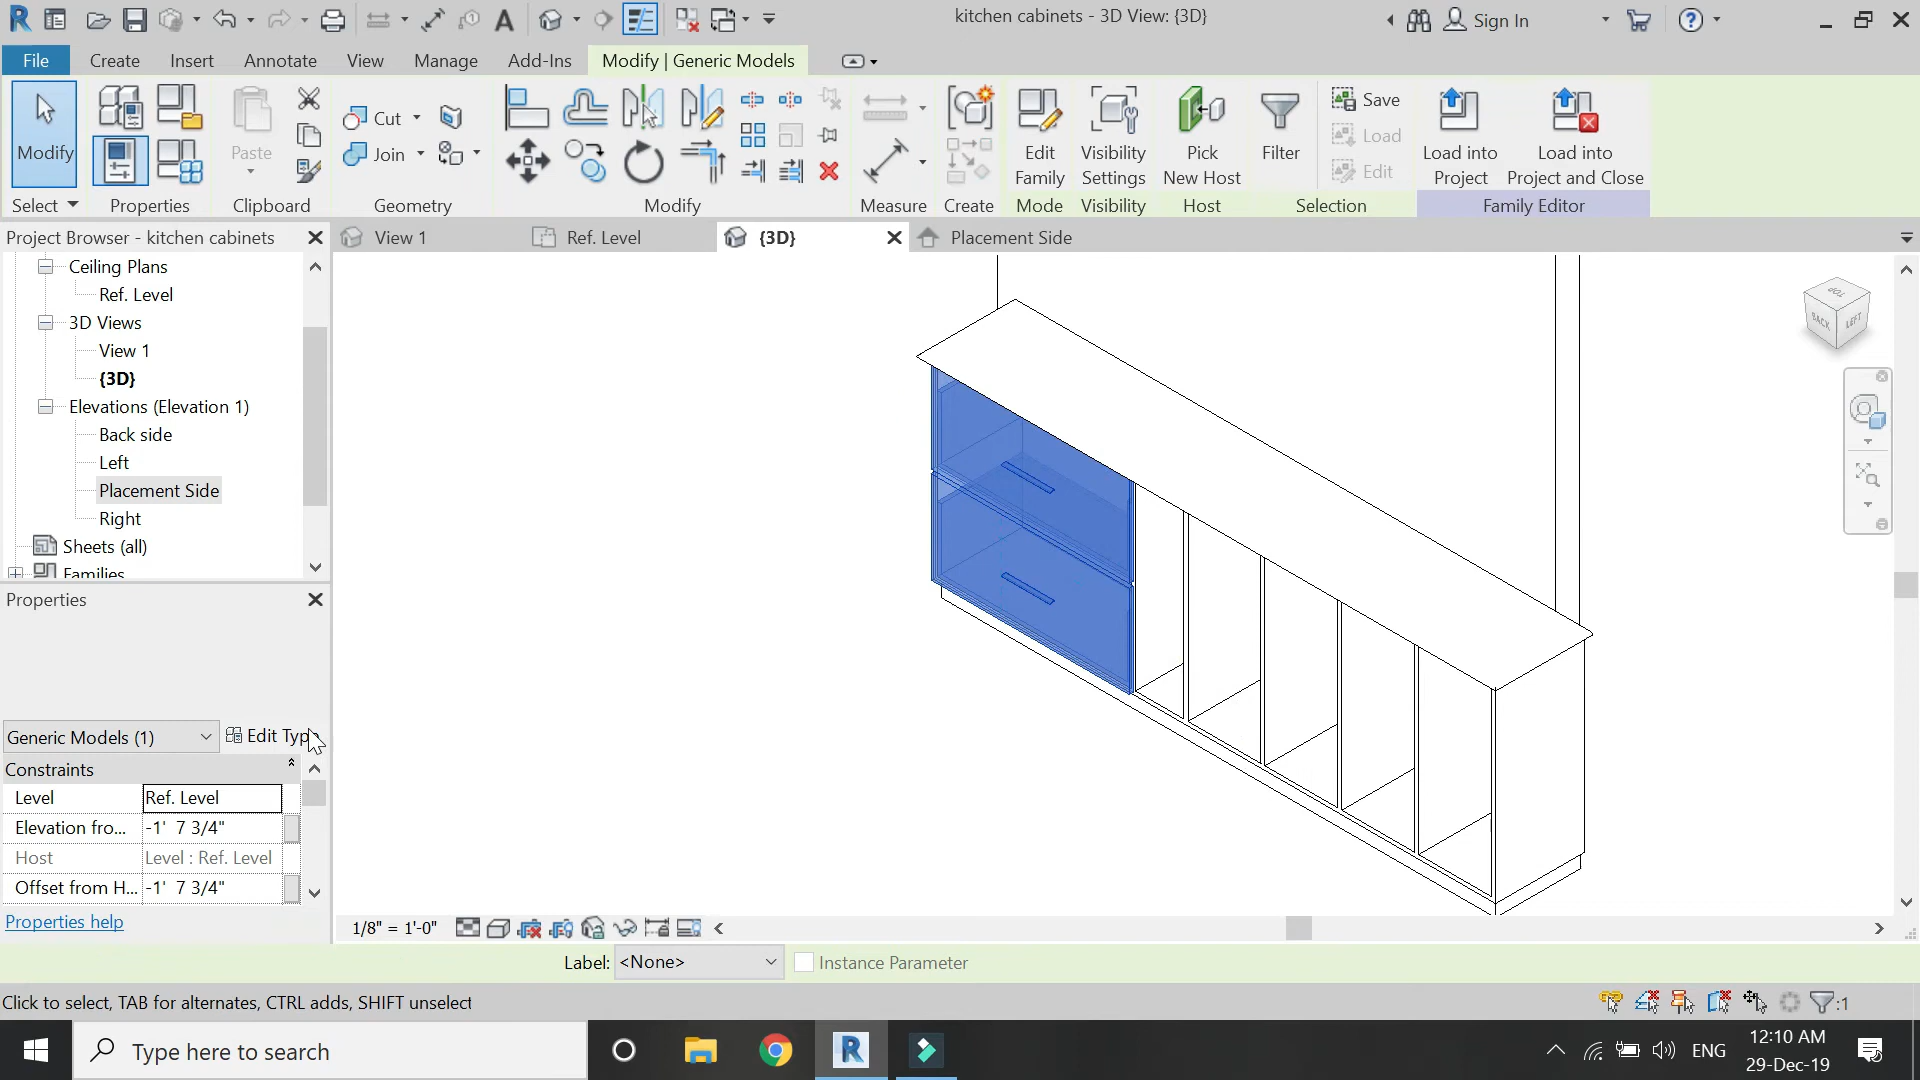 kitchen cabinets - 3D View: {3D}
Sign In
File
Create
Insert
Annotate
View
Manage
Add-Ins
Modify | Generic Models
Modify
Paste
Cut
Join
Edit
Family
Visibility
Settings
Pick
New Host
Filter
Save
Load
Edit
Load into
Project
Load into
Project and Close
Select
Properties
Clipboard
Geometry
Modify
Measure
Create
Mode
Visibility
Host
Selection
Family Editor
Project Browser - kitchen cabinets
View 1
Ref. Level
{3D}
Placement Side
Ceiling Plans
Ref. Level
3D Views
View 1
{3D}
Elevations (Elevation 1)
Back side
Left
Placement Side
Right
Sheets (all)
Families
TOP
BACK
LEFT
Properties
Generic Models (1)
Edit Type
Constraints
Level
Ref. Level
Elevation fro...
-1' 7 3/4"
Host
Level : Ref. Level
Offset from H...
-1' 7 3/4"
Properties help
1/8" = 1'-0"
Label:
<None>
Instance Parameter
Click to select, TAB for alternates, CTRL adds, SHIFT unselect
:1
Type here to search
ENG
12:10 AM
29-Dec-19